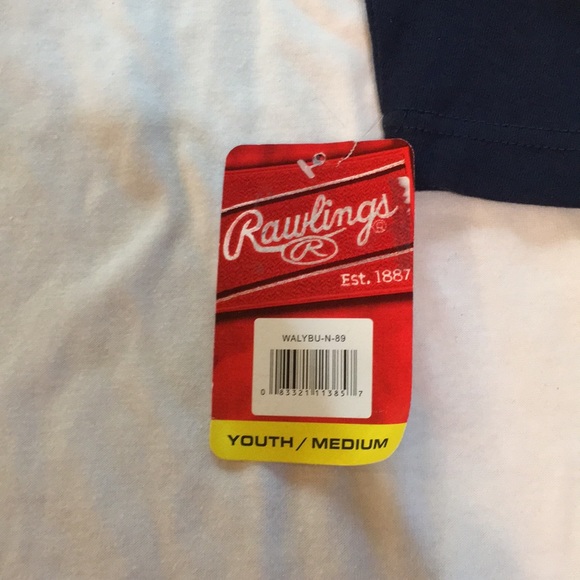 Rawlings®
R
Est. 1887
WALYBU-N-89
0 83321 11385 7
YOUTH / MEDIUM